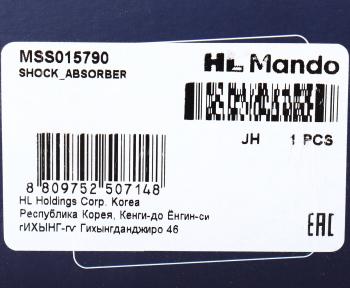 MSS015790
SHOCK_ABSORBER
HL Mando
JH 1 PCS
8 809752 507148
HL Holdings Corp. Korea
Республика Корея, Кенги-до Ёнгин-си
гИХЫНГ-гу Гихынгданджиро 46
EAC